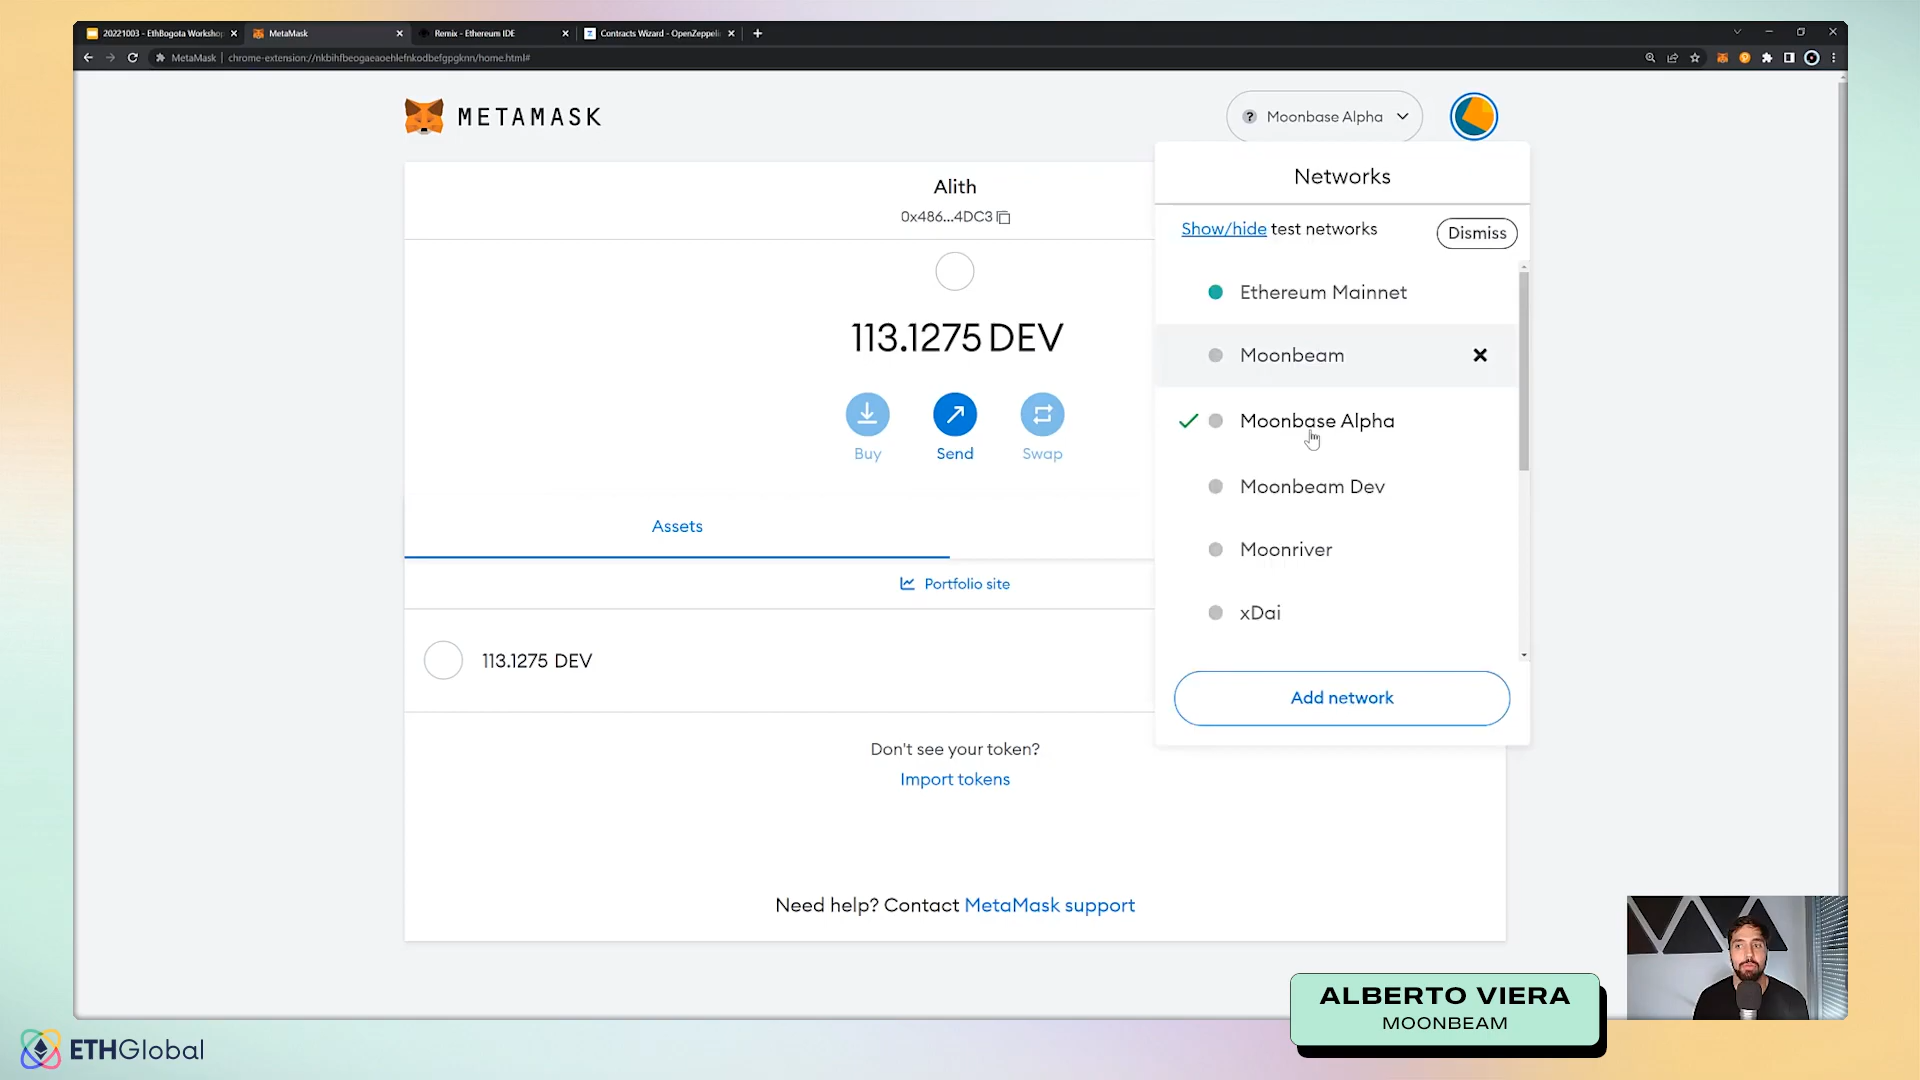 20221003 - EthBogota Workshop
MetaMask
Remix - Ethereum IDE
Contracts Wizard - OpenZeppeli
MetaMask
chrome-extension://nkbihfbeogaeaoehlefnkodbefgpgknn/home.html#
METAMASK
Moonbase Alpha
Alith
0x486...4DC3
113.1275 DEV
Buy
Send
Swap
Assets
Portfolio site
113.1275 DEV
Don't see your token?
Import tokens
Need help? Contact MetaMask support
Networks
Show/hide test networks
Dismiss
Ethereum Mainnet
Moonbeam
Moonbase Alpha
Moonbeam Dev
Moonriver
xDai
Add network
ALBERTO VIERA
MOONBEAM
ETHGlobal